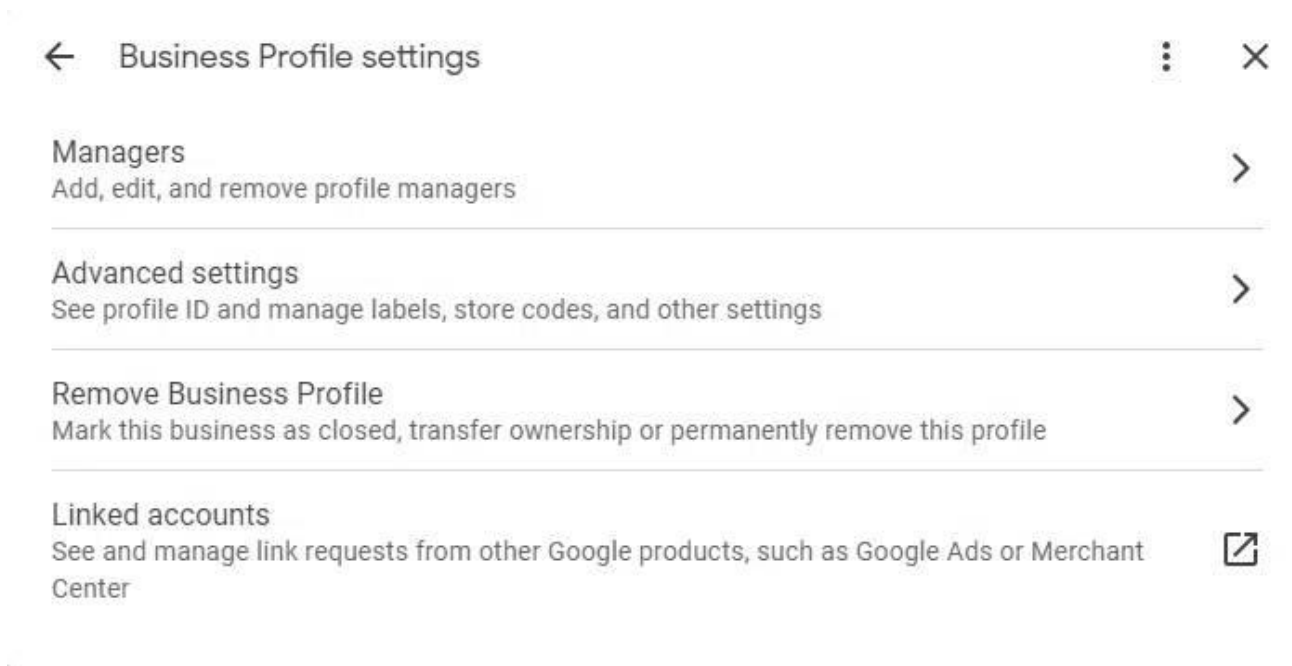 Business Profile settings
Managers
Add, edit, and remove profile managers
Advanced settings
See profile ID and manage labels, store codes, and other settings
Remove Business Profile
Mark this business as closed, transfer ownership or permanently remove this profile
Linked accounts
See and manage link requests from other Google products, such as Google Ads or Merchant
Center